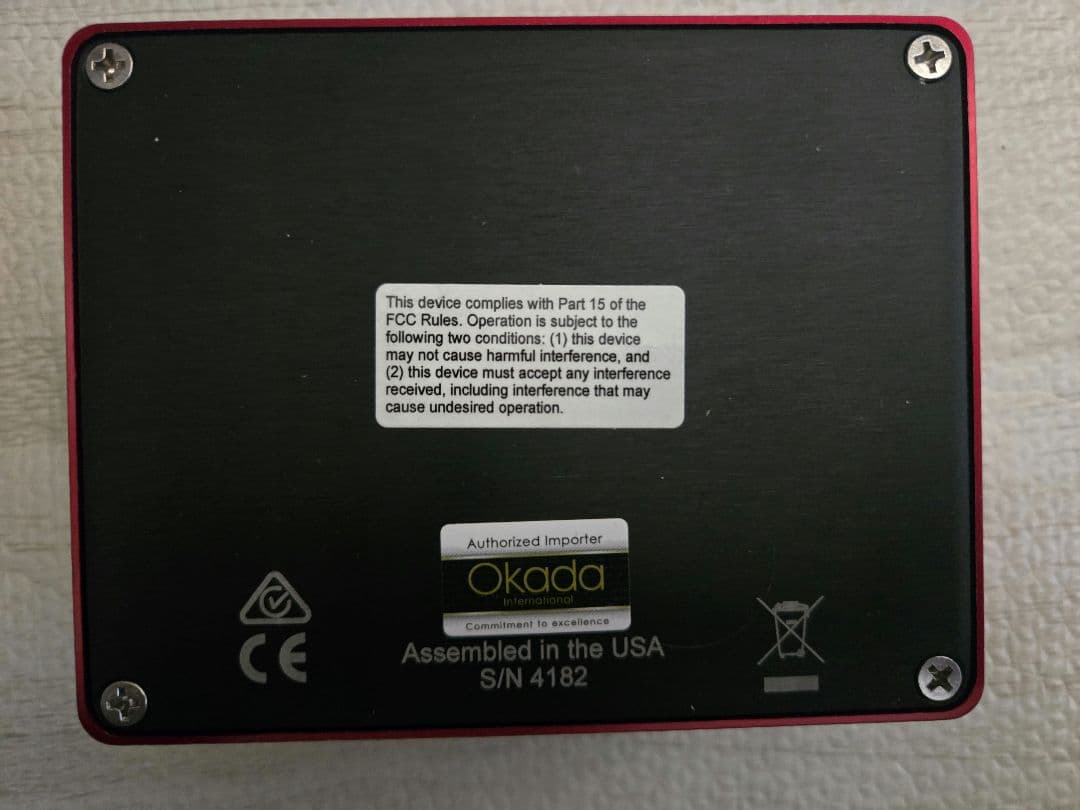 This device complies with Part 15 of the
FCC Rules. Operation is subject to the
following two conditions: (1) this device
may not cause harmful interference, and
(2) this device must accept any interference
received, including interference that may
cause undesired operation.
Authorized Importer
Okada
International
Commitment to excellence
CE
Assembled in the USA
S/N 4182